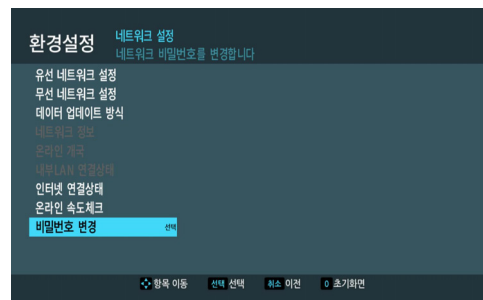 환경설정
네트워크 설정
네트워크 비밀번호를 변경합니다
유선 네트워크 설정
무선 네트워크 설정
데이터 업데이트 방식
네트워크 정보
온라인 개국
내부LAN 연결상태
인터넷 연결상태
온라인 속도체크
비밀번호 변경 선택
항목 이동 선택 선택 취소 이전 0 초기화면